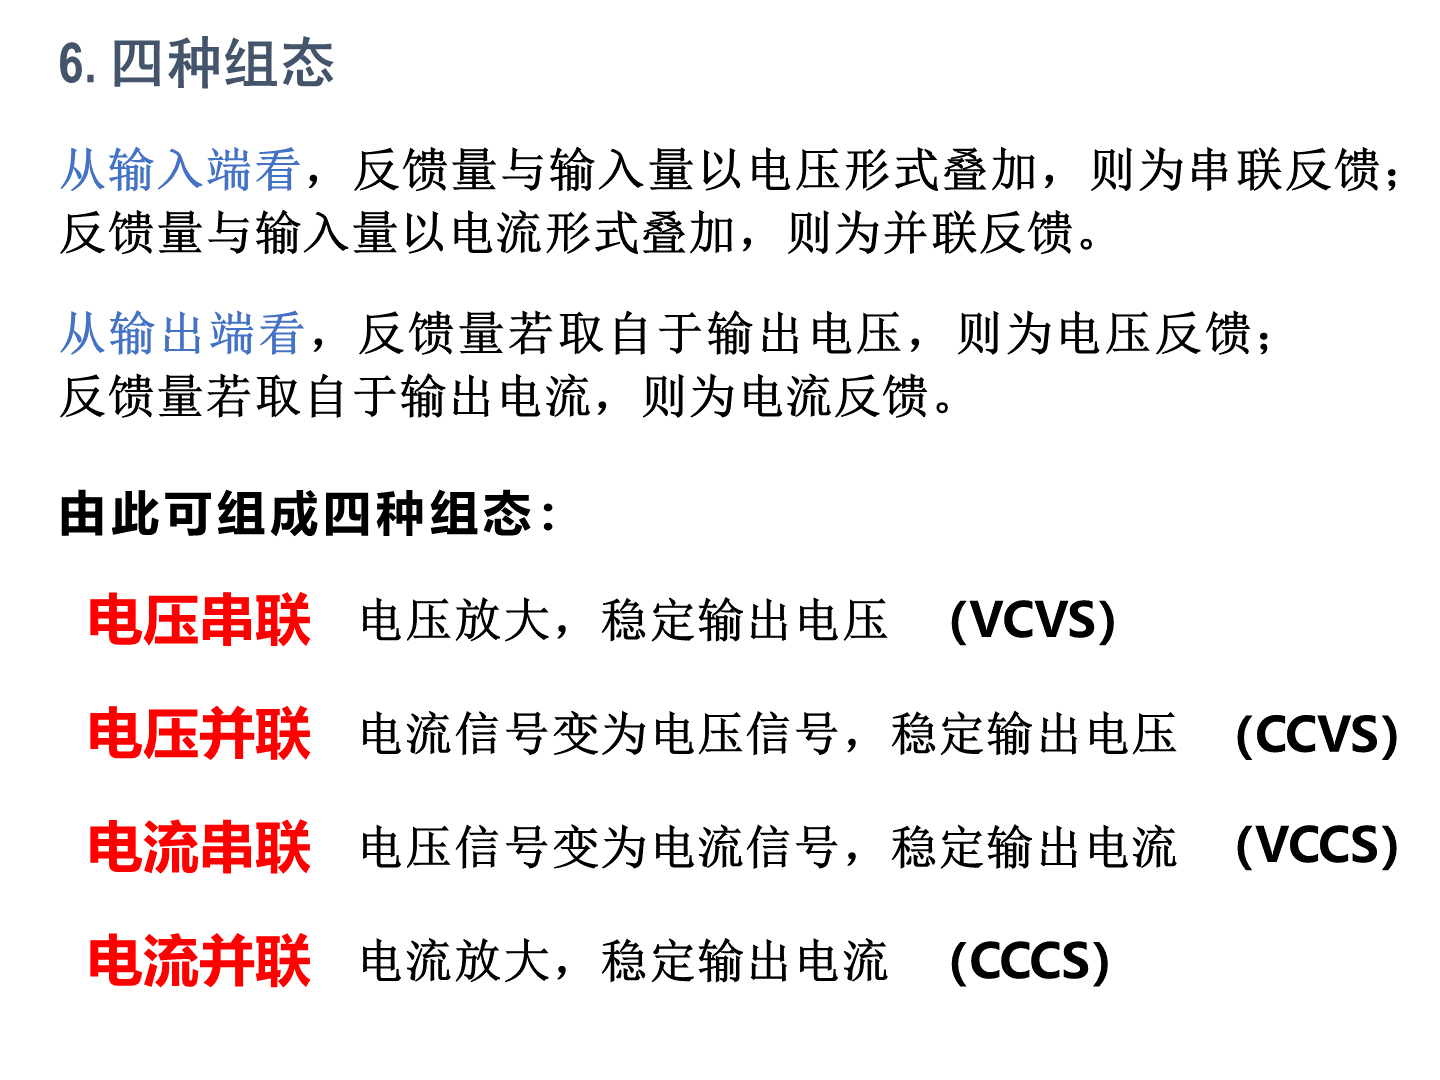 6. 四种组态
从输入端看，反馈量与输入量以电压形式叠加，则为串联反馈；
反馈量与输入量以电流形式叠加，则为并联反馈。
从输出端看，反馈量若取自于输出电压，则为电压反馈；
反馈量若取自于输出电流，则为电流反馈。
由此可组成四种组态：
电压串联 电压放大，稳定输出电压 （VCVS）
电压并联 电流信号变为电压信号，稳定输出电压 （CCVS）
电流串联 电压信号变为电流信号，稳定输出电流 （VCCS）
电流并联 电流放大，稳定输出电流 （CCCS）